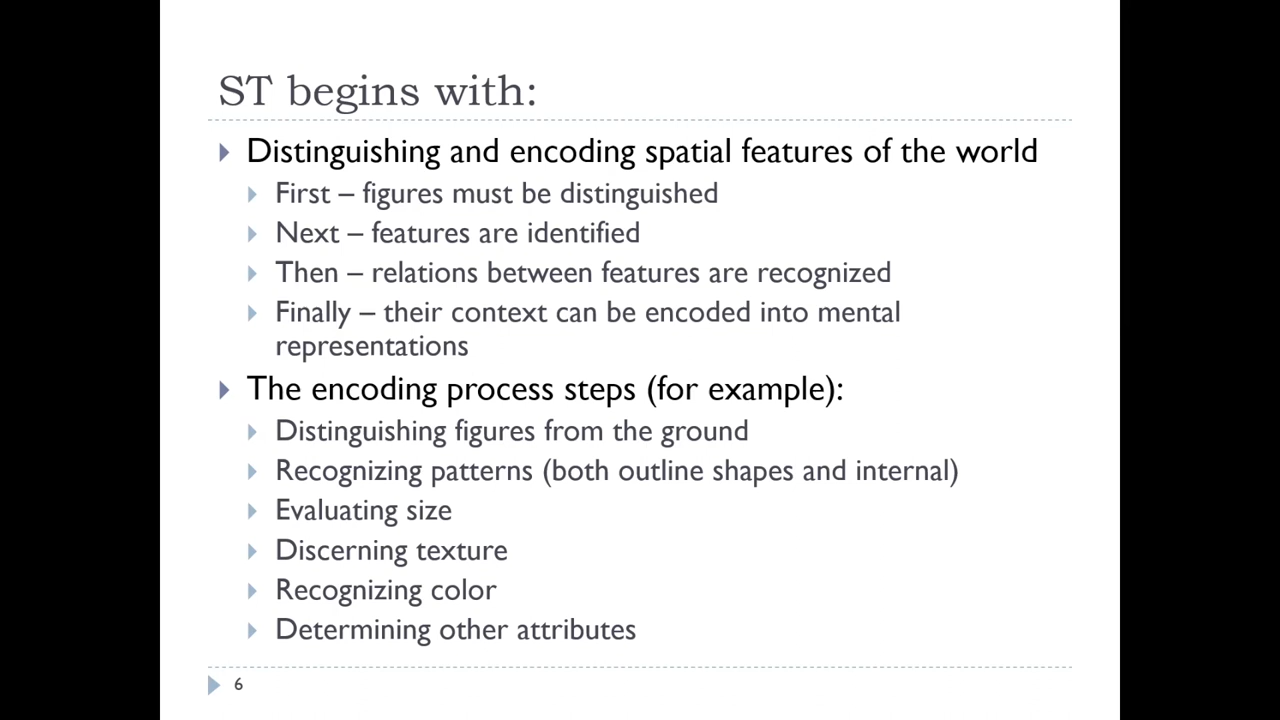 ST begins with:
Distinguishing and encoding spatial features of the world
First – figures must be distinguished
Next – features are identified
Then – relations between features are recognized
Finally – their context can be encoded into mental
representations
The encoding process steps (for example):
Distinguishing figures from the ground
Recognizing patterns (both outline shapes and internal)
Evaluating size
Discerning texture
Recognizing color
Determining other attributes
6